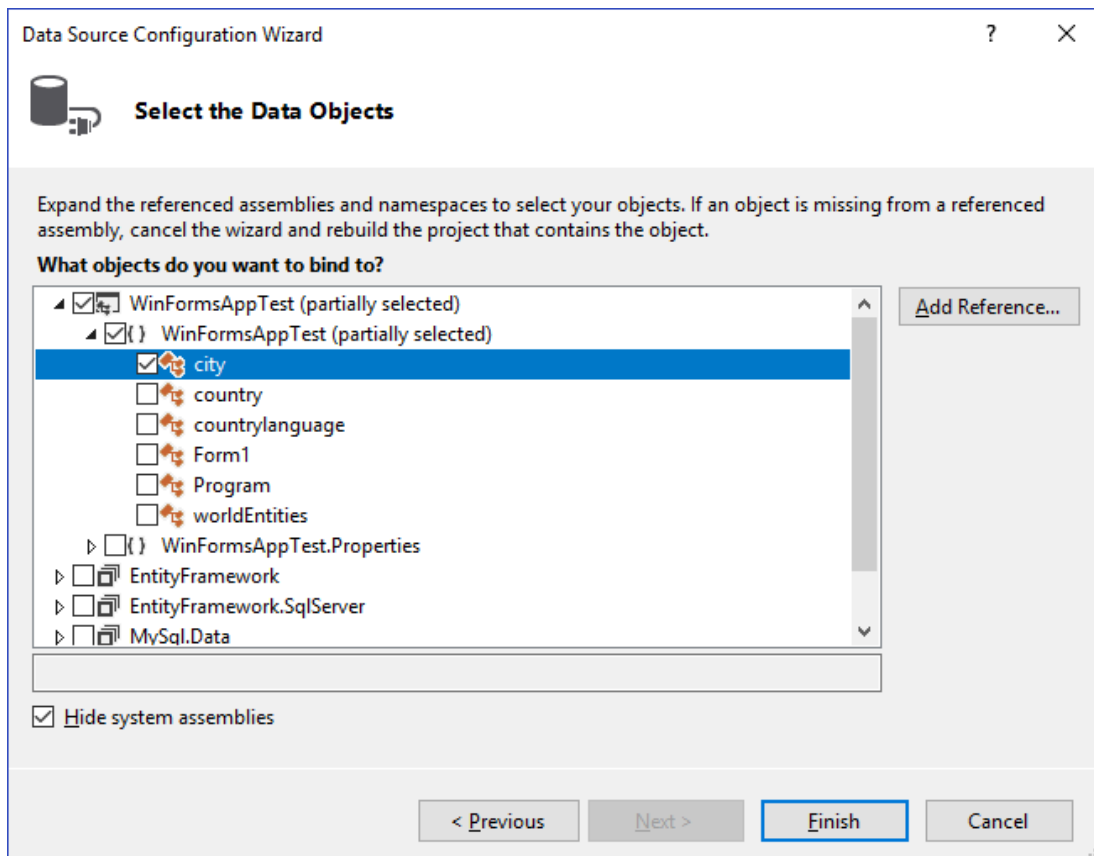 Data Source Configuration Wizard ?
Select the Data Objects
Expand the referenced assemblies and namespaces to select your objects. If an object is missing from a referenced
assembly, cancel the wizard and rebuild the project that contains the object.
What objects do you want to bind to?
WinFormsAppTest (partially selected)
Add Reference...
{ } WinFormsAppTest (partially selected)
city
country
countrylanguage
Form1
Program
worldEntities
{ } WinFormsAppTest.Properties
EntityFramework
EntityFramework.SqlServer
MySql.Data
Hide system assemblies
< Previous Next > Finish Cancel